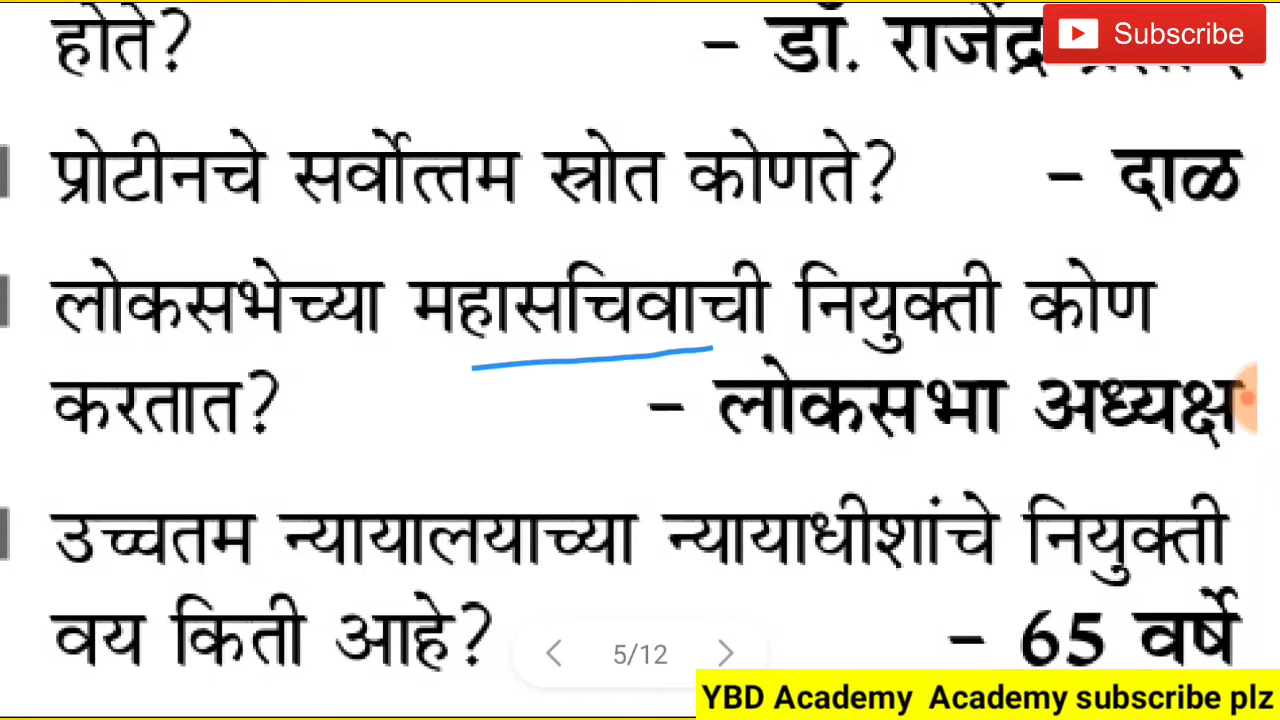 होते? – डॉ. राजेंद्र
Subscribe
प्रोटीनचे सर्वोत्तम स्रोत कोणते? – दाळ
लोकसभेच्या महासचिवाची नियुक्ती कोण
करतात? – लोकसभा अध्यक्ष
उच्चतम न्यायालयाच्या न्यायाधीशांचे नियुक्ती
वय किती आहे? – 65 वर्षे
5/12
YBD Academy Academy subscribe plz